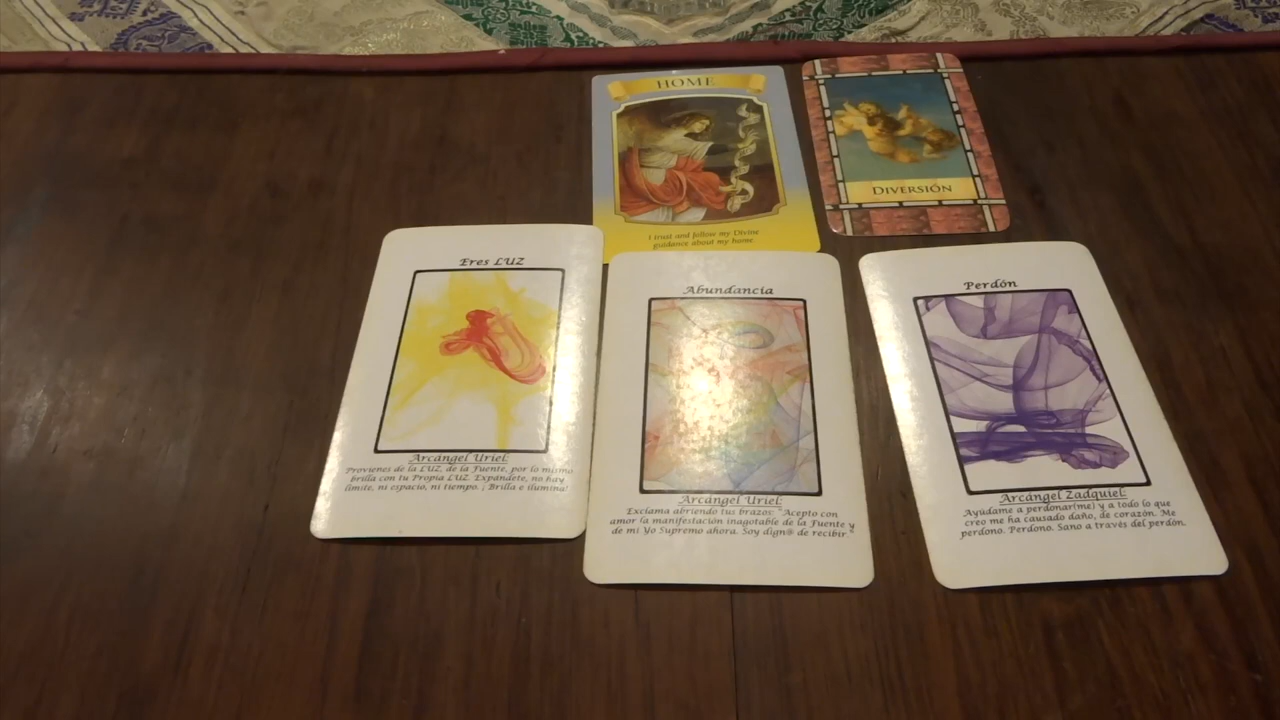 HOME
I trust and follow my Divine
guidance about my home.
DIVERSIÓN
Eres LUZ
Arcángel Uriel:
Provienes de la LUZ, de la Fuente, por lo mismo
brilla con tu Propia LUZ. Expándete, no hay
límite, ni espacio, ni tiempo. ¡ Brilla e ilumina!
Abundancia
Arcángel Uriel:
Exclama abriendo tus brazos: "Acepto con
amor la manifestación inagotable de la Fuente y
de mi Yo Supremo ahora. Soy dign@ de recibir."
Perdón
Arcángel Zadquiel:
Ayúdame a perdonar(me) y a todo lo que
creo me ha causado daño, de corazón. Me
perdono. Perdono. Sano a través del perdón.